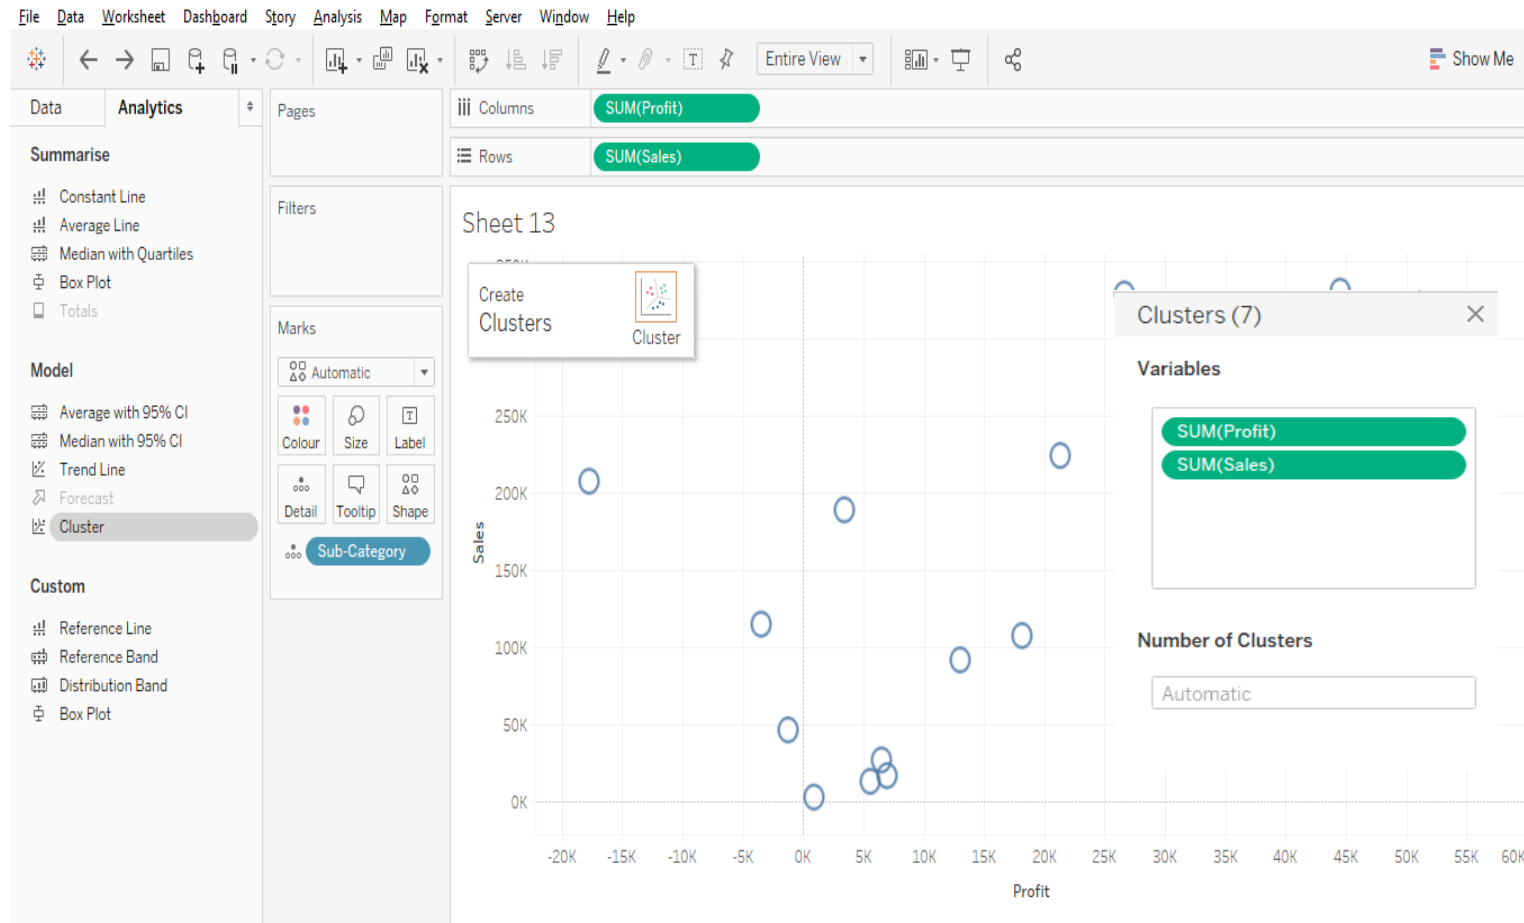 File Data Worksheet Dashboard Story Analysis Map Format Server Window Help
Entire View
Show Me
Data Analytics
Summarise
Constant Line
Average Line
Median with Quartiles
Box Plot
Totals
Model
Average with 95% CI
Median with 95% CI
Trend Line
Forecast
Cluster
Custom
Reference Line
Reference Band
Distribution Band
Box Plot
Pages
Filters
Marks
Automatic
Colour Size Label
Detail Tooltip Shape
Sub-Category
Columns SUM(Profit)
Rows SUM(Sales)
Sheet 13
Create
Clusters
Cluster
250K
200K
150K
100K
50K
0K
Sales
-20K -15K -10K -5K 0K 5K 10K 15K 20K 25K 30K 35K 40K 45K 50K 55K 60K
Profit
Clusters (7)
Variables
SUM(Profit)
SUM(Sales)
Number of Clusters
Automatic